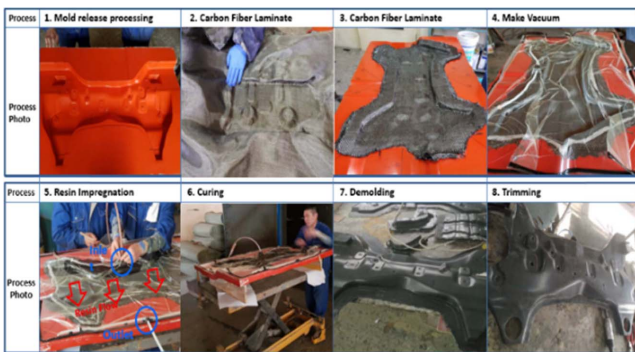 Process
1. Mold release processing
2. Carbon Fiber Laminate
3. Carbon Fiber Laminate
4. Make Vacuum
Process
Photo
Process
5. Resin Impregnation
6. Curing
7. Demolding
8. Trimming
Process
Photo
Outlet